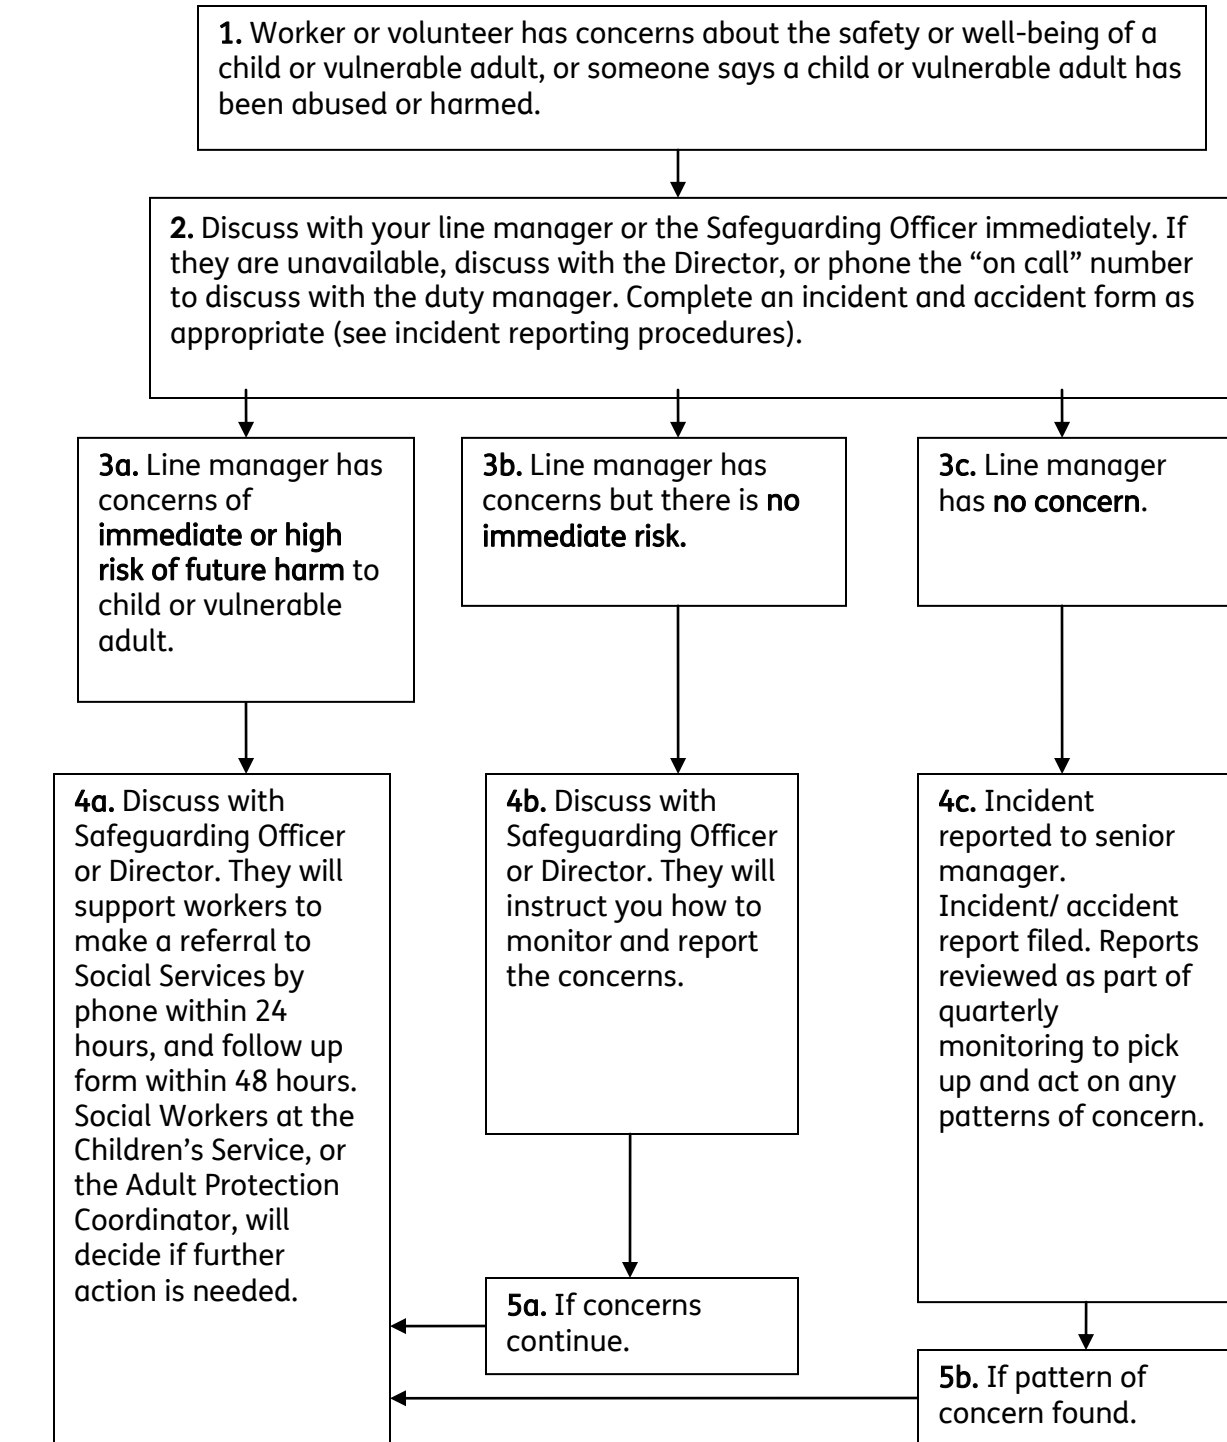 1. Worker or volunteer has concerns about the safety or well-being of a
child or vulnerable adult, or someone says a child or vulnerable adult has
been abused or harmed.
2. Discuss with your line manager or the Safeguarding Officer immediately. If
they are unavailable, discuss with the Director, or phone the “on call” number
to discuss with the duty manager. Complete an incident and accident form as
appropriate (see incident reporting procedures).
3a. Line manager has
concerns of
immediate or high
risk of future harm to
child or vulnerable
adult.
3b. Line manager has
concerns but there is no
immediate risk.
3c. Line manager
has no concern.
4a. Discuss with
Safeguarding Officer
or Director. They will
support workers to
make a referral to
Social Services by
phone within 24
hours, and follow up
form within 48 hours.
Social Workers at the
Children’s Service, or
the Adult Protection
Coordinator, will
decide if further
action is needed.
4b. Discuss with
Safeguarding Officer
or Director. They will
instruct you how to
monitor and report
the concerns.
4c. Incident
reported to senior
manager.
Incident/ accident
report filed. Reports
reviewed as part of
quarterly
monitoring to pick
up and act on any
patterns of concern.
5a. If concerns
continue.
5b. If pattern of
concern found.